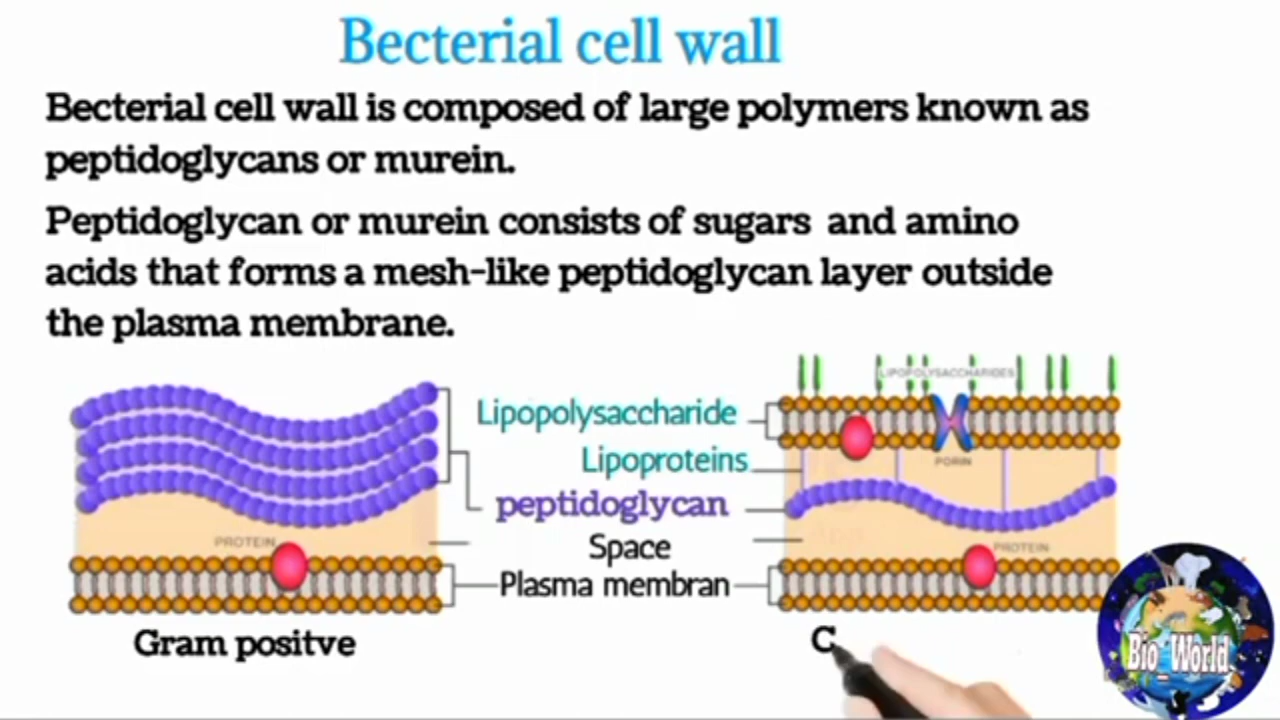 Becterial cell wall
Becterial cell wall is composed of large polymers known as
peptidoglycans or murein.
Peptidoglycan or murein consists of sugars and amino
acids that forms a mesh-like peptidoglycan layer outside
the plasma membrane.
LIPOPOLYSACCHARIDES
Lipopolysaccharide
Lipoproteins
PORIN
peptidoglycan
PROTEIN
Space
PROTEIN
Plasma membran
Gram positve
C
Bio_World